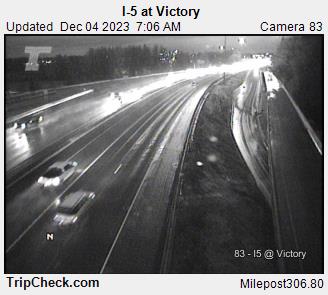 I-5 at Victory
Updated Dec 04 2023 7:06 AM Camera 83
T
N
83 - I5 @ Victory
TripCheck.com Milepost306.80